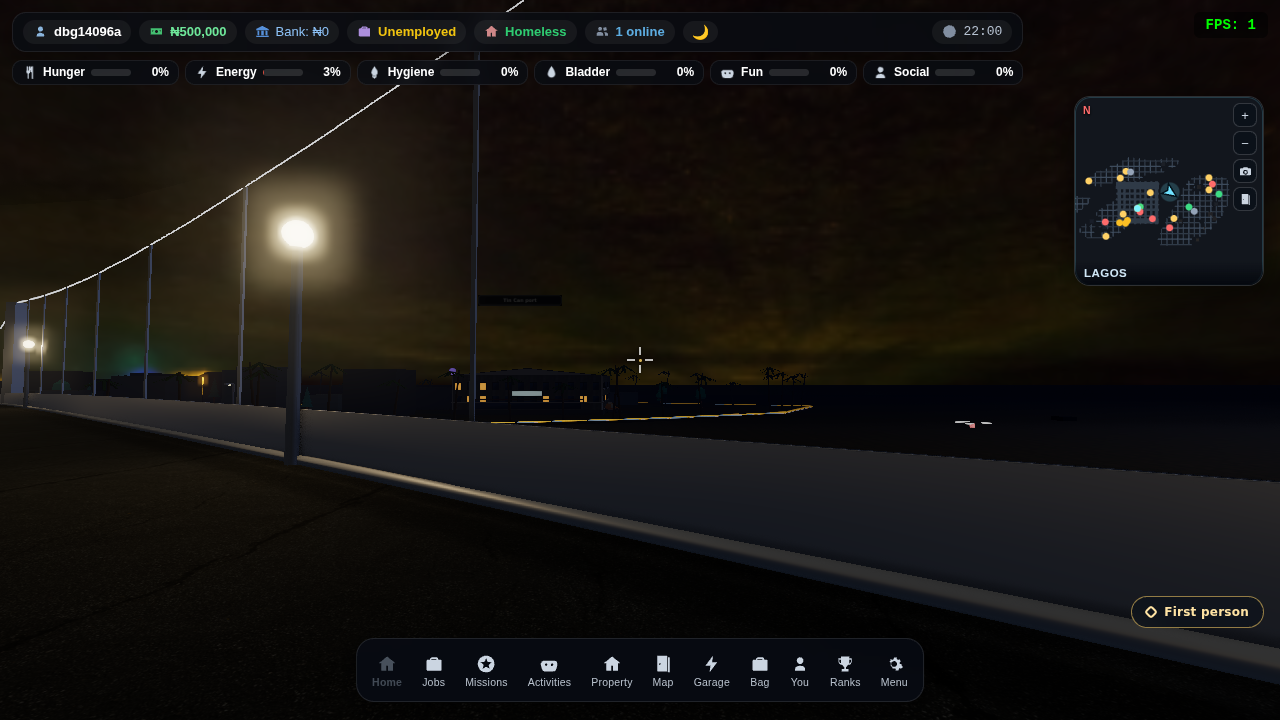 dbg14096a
₦500,000
Bank: ₦0
Unemployed
Homeless
1 online
22:00
FPS: 1
Hunger 0%
Energy 3%
Hygiene 0%
Bladder 0%
Fun 0%
Social 0%
N
+
−
LAGOS
First person
Home
Jobs
Missions
Activities
Property
Map
Garage
Bag
You
Ranks
Menu